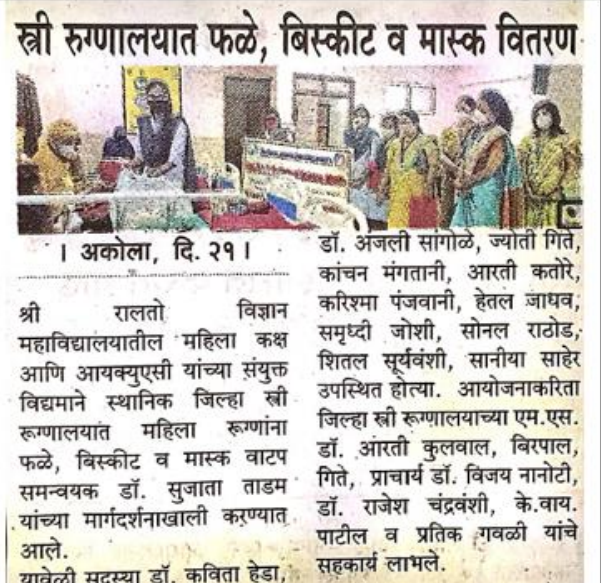 स्त्री रुग्णालयात फळे, बिस्कीट व मास्क वितरण
। अकोला, दि. २१ ।
श्री रालतो विज्ञान
महाविद्यालयातील महिला कक्ष
आणि आयक्युएसी यांच्या संयुक्त
विद्यमाने स्थानिक जिल्हा स्त्री
रूग्णालयात महिला रूग्णांना
फळे, बिस्कीट व मास्क वाटप
समन्वयक डॉ. सुजाता ताडम
यांच्या मार्गदर्शनाखाली करण्यात
आले.
यावेळी सदस्या डॉ. कविता हेडा,
डॉ. अंजली सांगोळे, ज्योती गिते,
कांचन मंगतानी, आरती कतोरे,
करिश्मा पंजवानी, हेतल जाधव,
समृध्दी जोशी, सोनल राठोड,
शितल सूर्यवंशी, सानीया साहेर
उपस्थित होत्या. आयोजनाकरिता
जिल्हा स्त्री रूग्णालयाच्या एम.एस.
डॉ. आरती कुलवाल, बिरपाल,
गिते, प्राचार्य डॉ. विजय नानोटी,
डॉ. राजेश चंद्रवंशी, के.वाय.
पाटील व प्रतिक गवळी यांचे
सहकार्य लाभले.